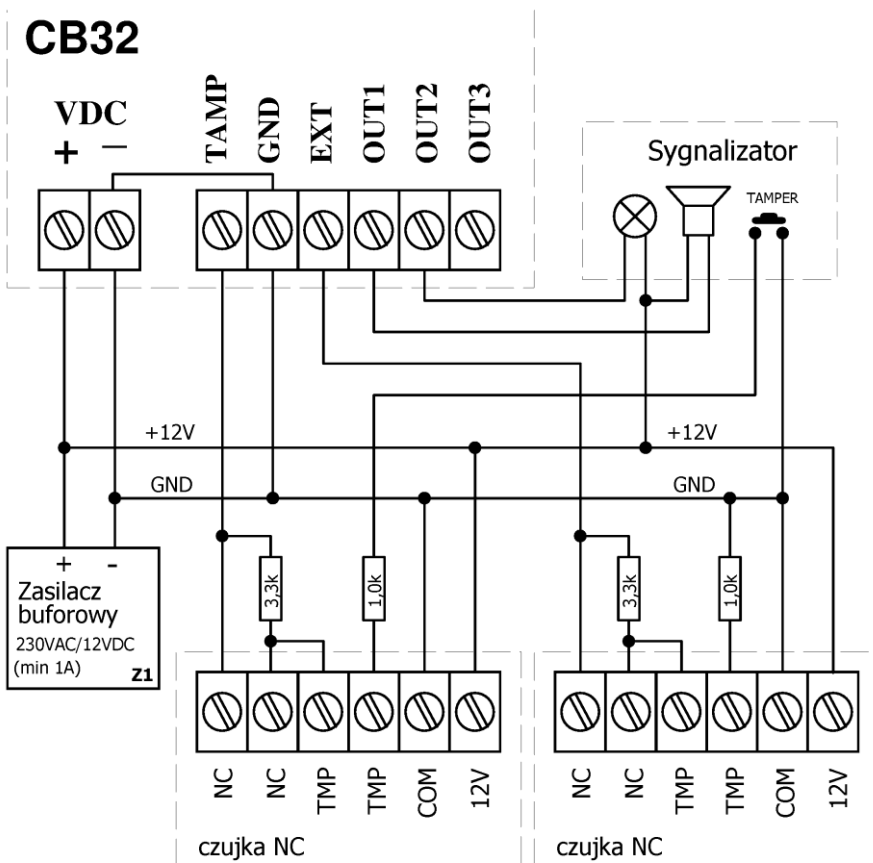 CB32
VDC
+ −
TAMP
GND
EXT
OUT1
OUT2
OUT3
Sygnalizator
TAMPER
+12V
+12V
GND
GND
+ -
Zasilacz
buforowy
230VAC/12VDC
(min 1A)
Z1
3,3k
1,0k
3,3k
1,0k
NC
NC
TMP
TMP
COM
12V
NC
NC
TMP
TMP
COM
12V
czujka NC
czujka NC